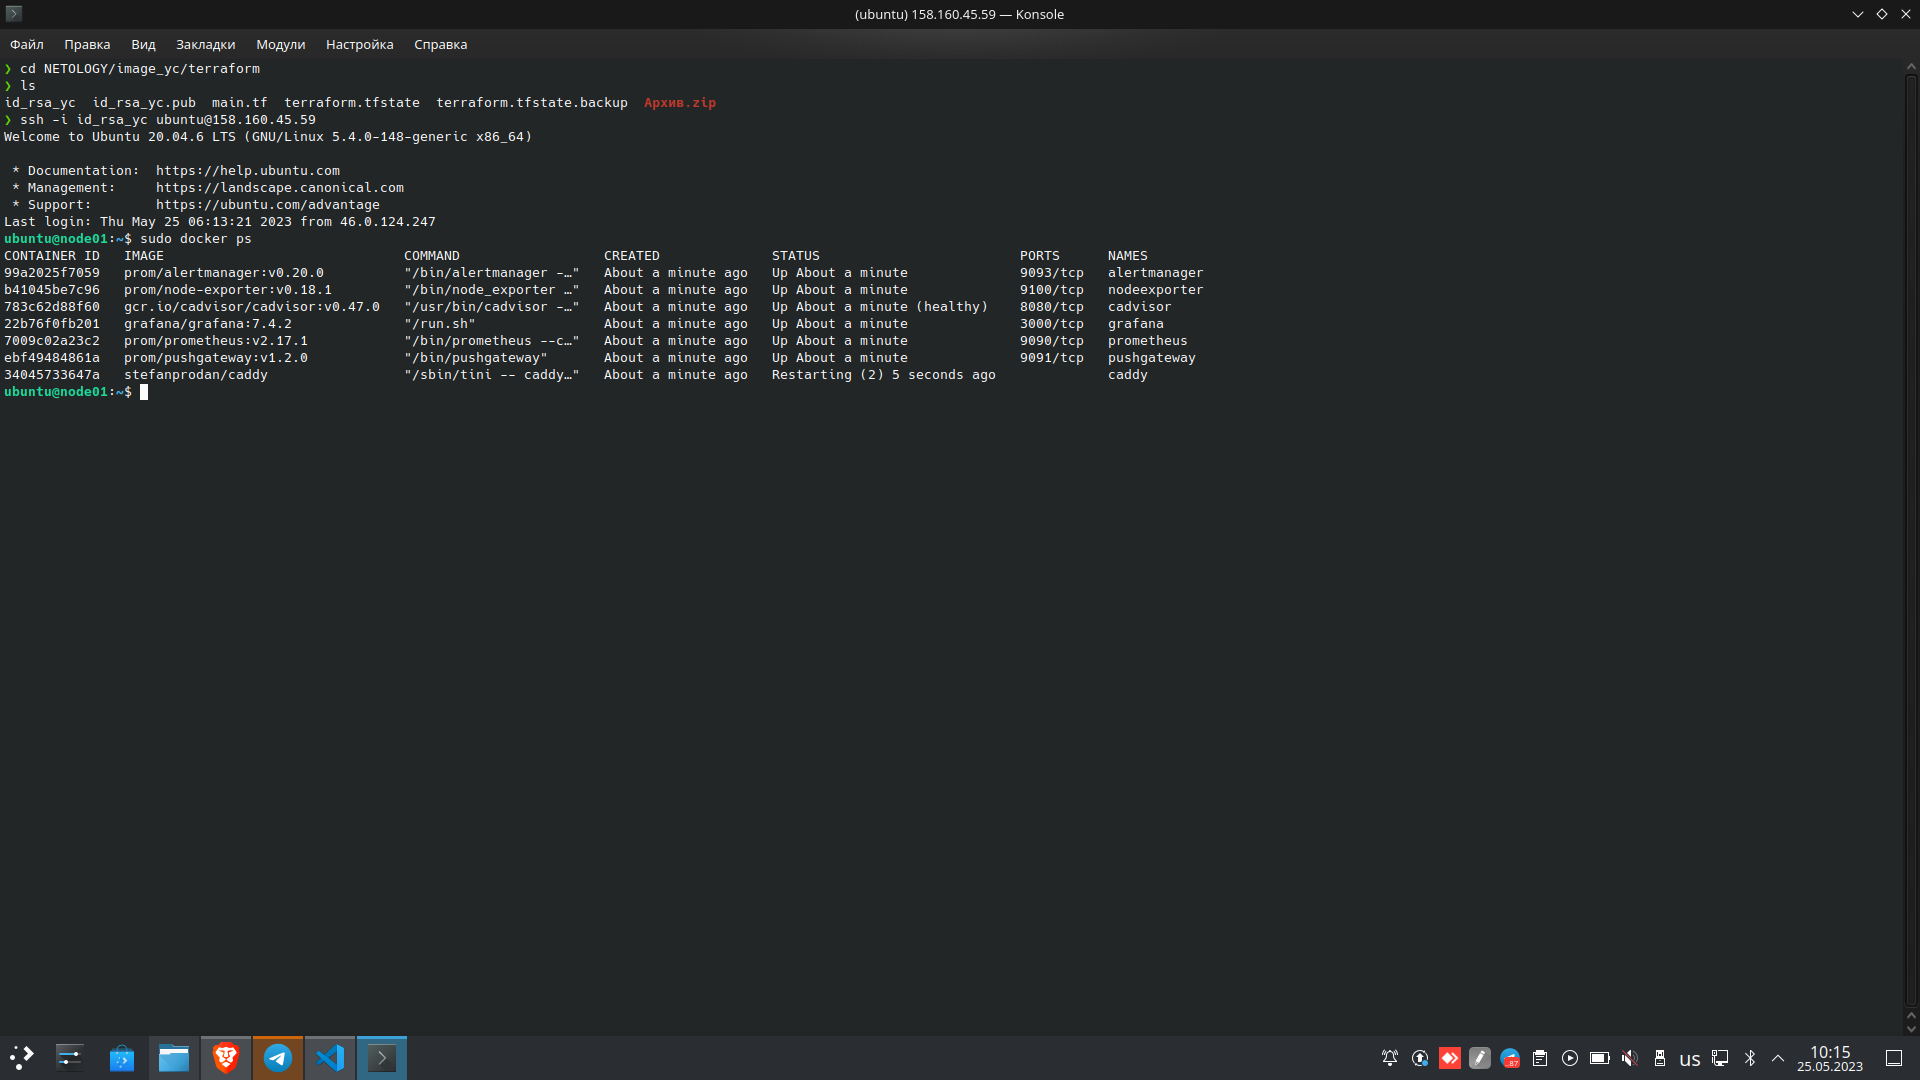 (ubuntu) 158.160.45.59 — Konsole
Файл Правка Вид Закладки Модули Настройка Справка
❯ cd NETOLOGY/image_yc/terraform
❯ ls
id_rsa_yc  id_rsa_yc.pub  main.tf  terraform.tfstate  terraform.tfstate.backup  Архив.zip
❯ ssh -i id_rsa_yc ubuntu@158.160.45.59
Welcome to Ubuntu 20.04.6 LTS (GNU/Linux 5.4.0-148-generic x86_64)
 * Documentation:  https://help.ubuntu.com
 * Management:     https://landscape.canonical.com
 * Support:        https://ubuntu.com/advantage
Last login: Thu May 25 06:13:21 2023 from 46.0.124.247
ubuntu@node01:~$ sudo docker ps
CONTAINER ID   IMAGE                              COMMAND                  CREATED              STATUS                         PORTS      NAMES
99a2025f7059   prom/alertmanager:v0.20.0          "/bin/alertmanager -…"   About a minute ago   Up About a minute              9093/tcp   alertmanager
b41045be7c96   prom/node-exporter:v0.18.1         "/bin/node_exporter …"   About a minute ago   Up About a minute              9100/tcp   nodeexporter
783c62d88f60   gcr.io/cadvisor/cadvisor:v0.47.0   "/usr/bin/cadvisor -…"   About a minute ago   Up About a minute (healthy)    8080/tcp   cadvisor
22b76f0fb201   grafana/grafana:7.4.2              "/run.sh"                About a minute ago   Up About a minute              3000/tcp   grafana
7009c02a23c2   prom/prometheus:v2.17.1            "/bin/prometheus --c…"   About a minute ago   Up About a minute              9090/tcp   prometheus
ebf49484861a   prom/pushgateway:v1.2.0            "/bin/pushgateway"       About a minute ago   Up About a minute              9091/tcp   pushgateway
34045733647a   stefanprodan/caddy                 "/sbin/tini -- caddy…"   About a minute ago   Restarting (2) 5 seconds ago              caddy
ubuntu@node01:~$
87
us
10:15
25.05.2023